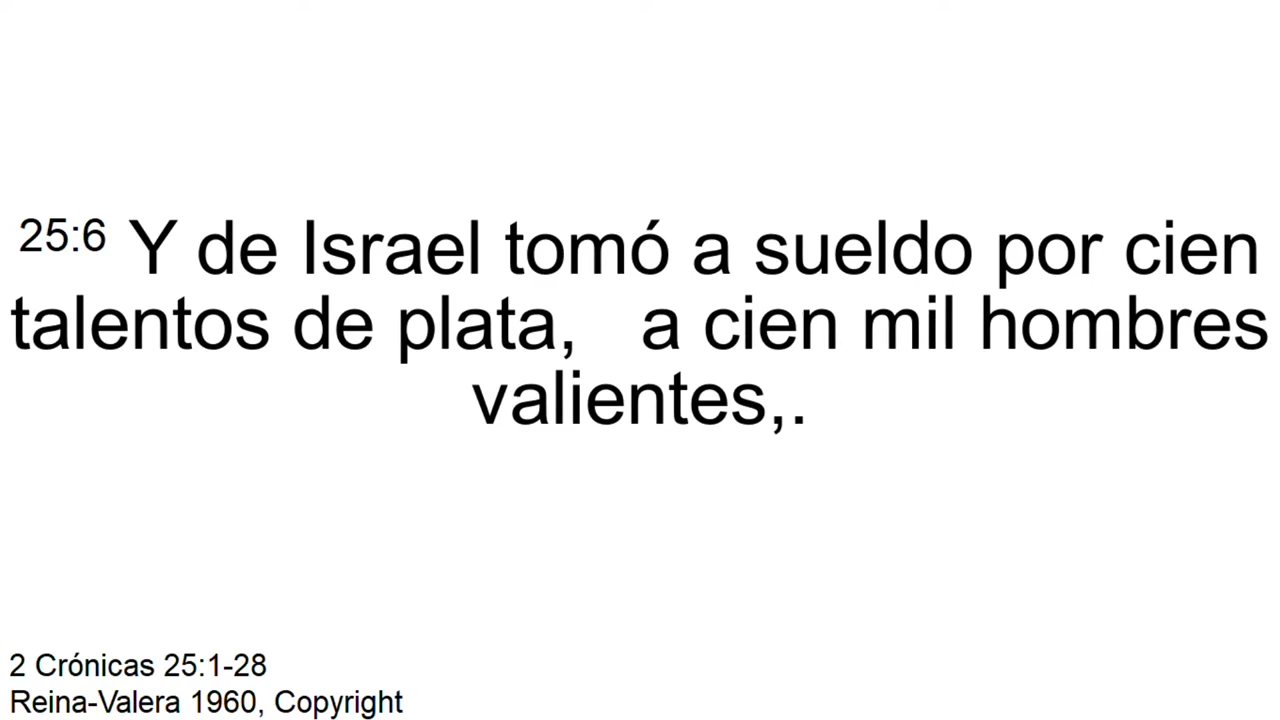 25:6 Y de Israel tomó a sueldo por cien
talentos de plata,   a cien mil hombres
valientes,.
2 Crónicas 25:1-28
Reina-Valera 1960, Copyright